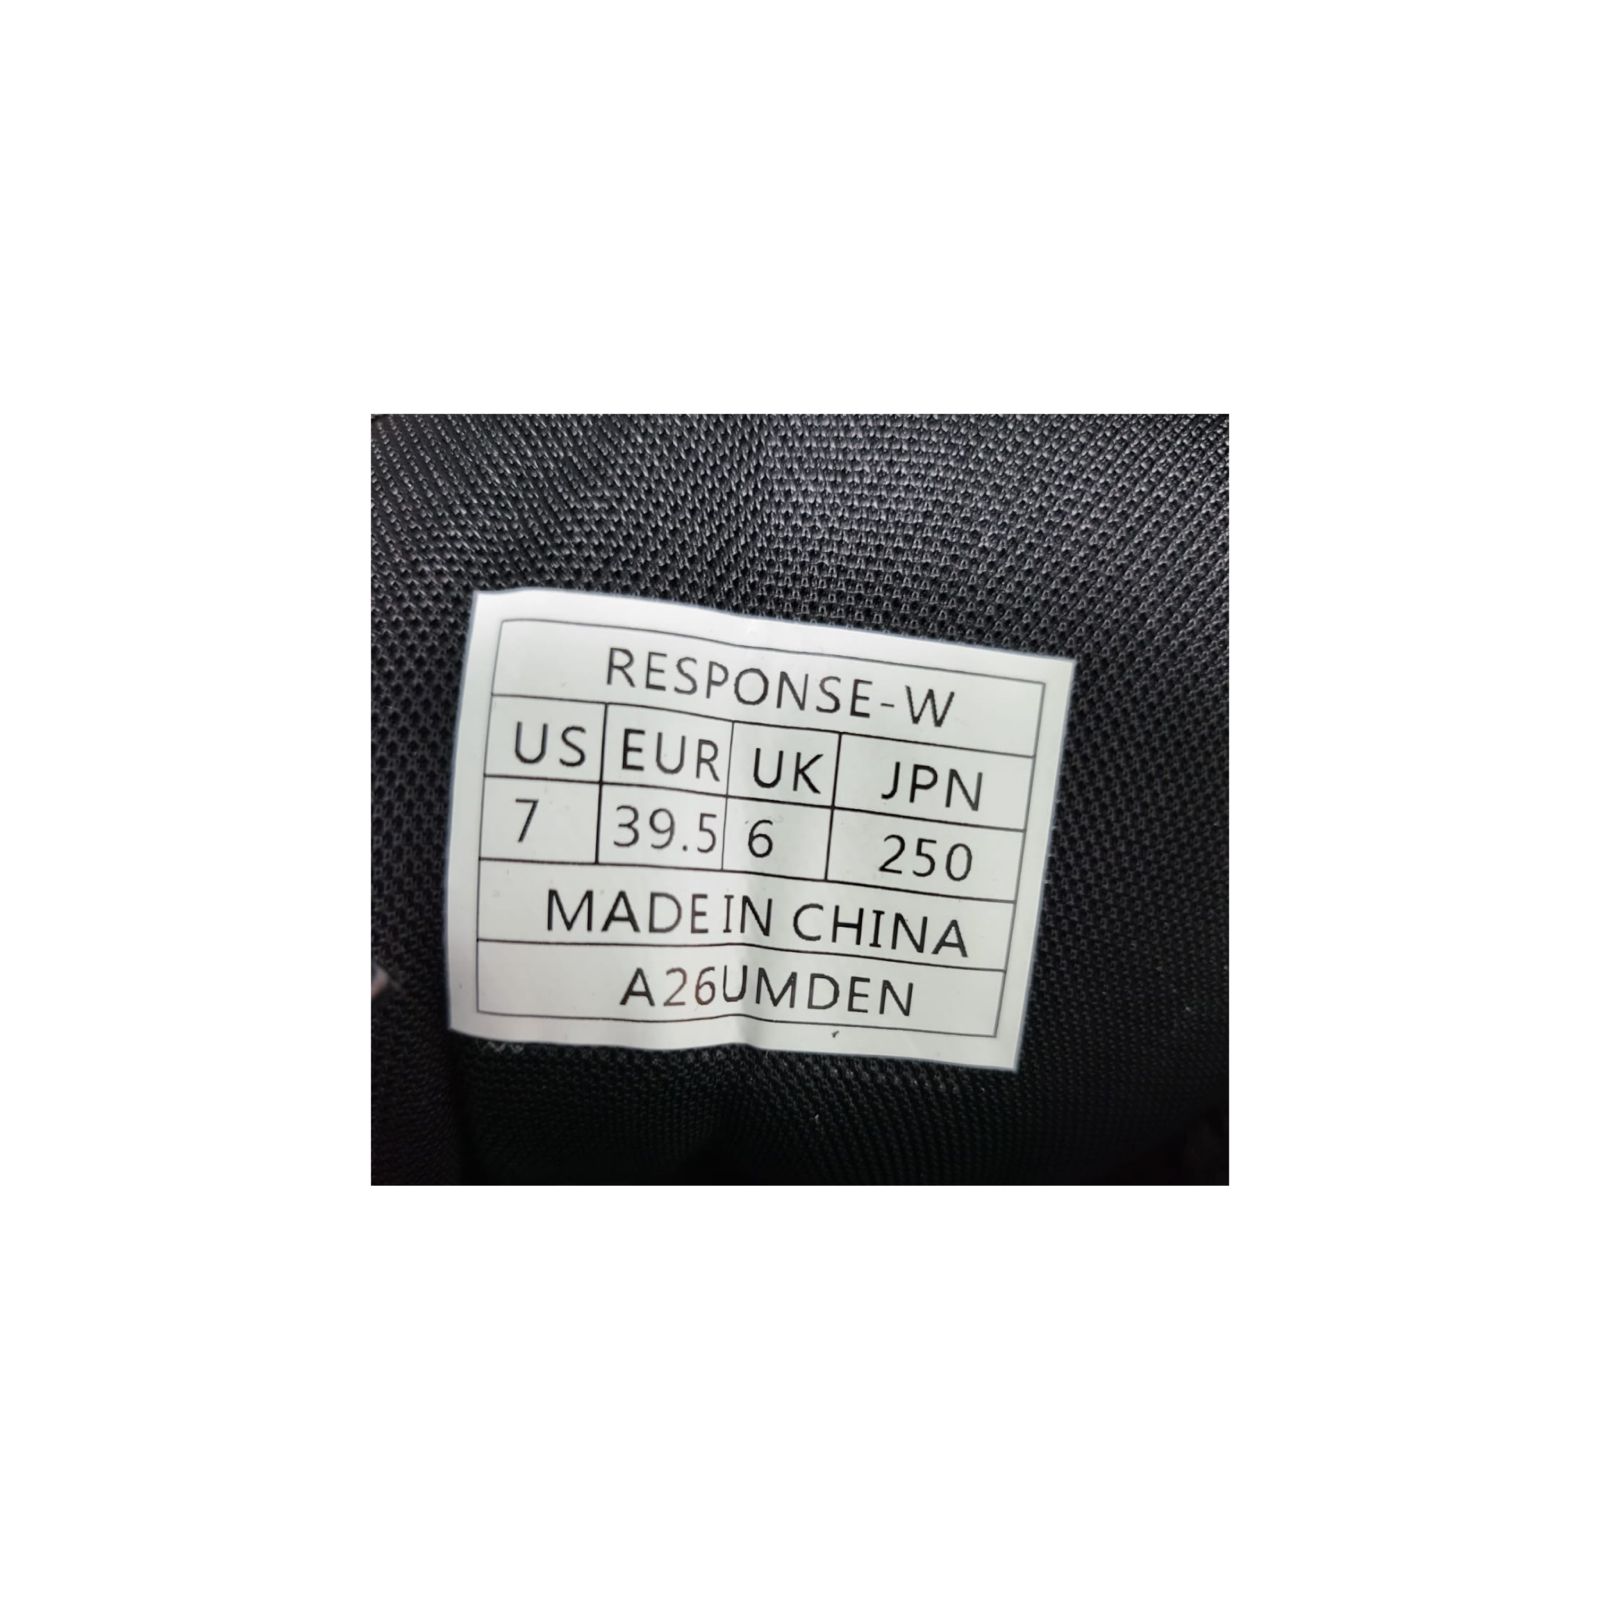 RESPONSE-W
US EUR UK JPN
7 39.5 6 250
MADE IN CHINA
A26UMDEN